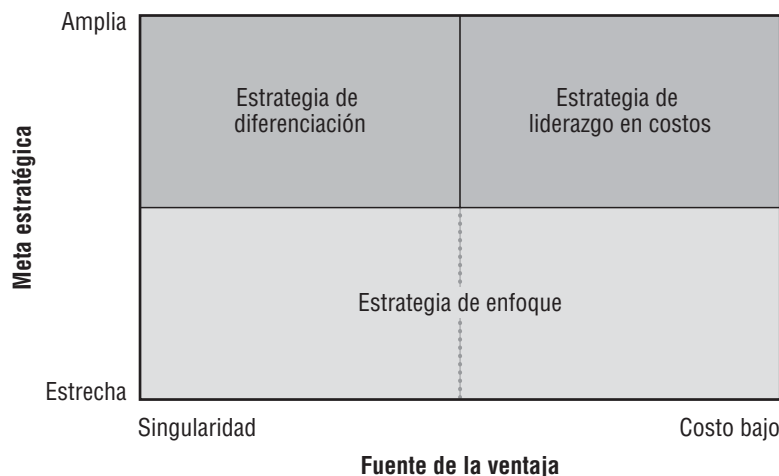 Amplia
Estrategia de
diferenciación
Estrategia de
liderazgo en costos
Meta estratégica
Estrategia de enfoque
Estrecha
Singularidad
Costo bajo
Fuente de la ventaja